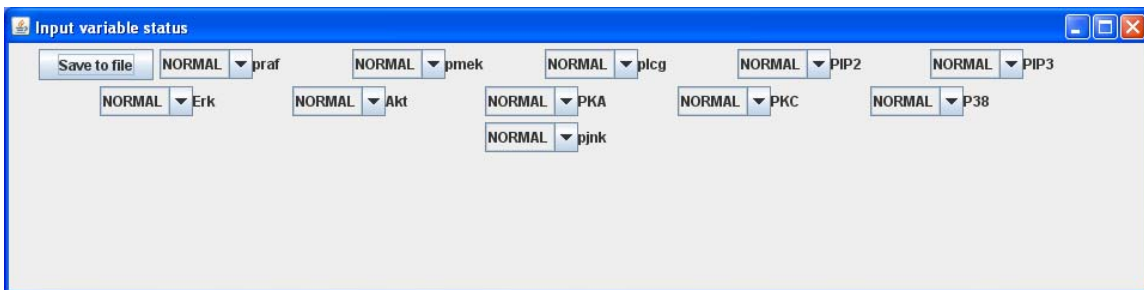 Input variable status
Save to file NORMAL praf NORMAL pmek NORMAL plcg NORMAL PIP2 NORMAL PIP3
NORMAL Erk NORMAL Akt NORMAL PKA NORMAL PKC NORMAL P38
NORMAL pjnk